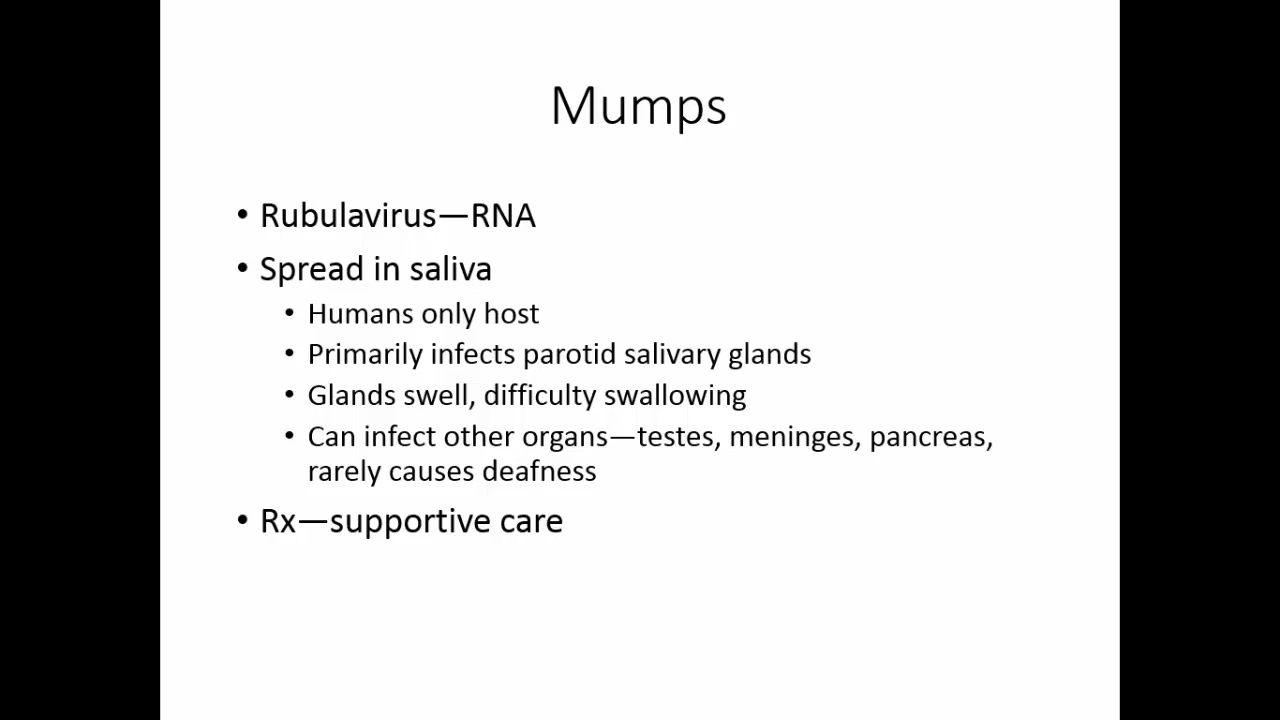 Mumps
• Rubulavirus—RNA
• Spread in saliva
• Humans only host
• Primarily infects parotid salivary glands
• Glands swell, difficulty swallowing
• Can infect other organs—testes, meninges, pancreas,
rarely causes deafness
• Rx—supportive care